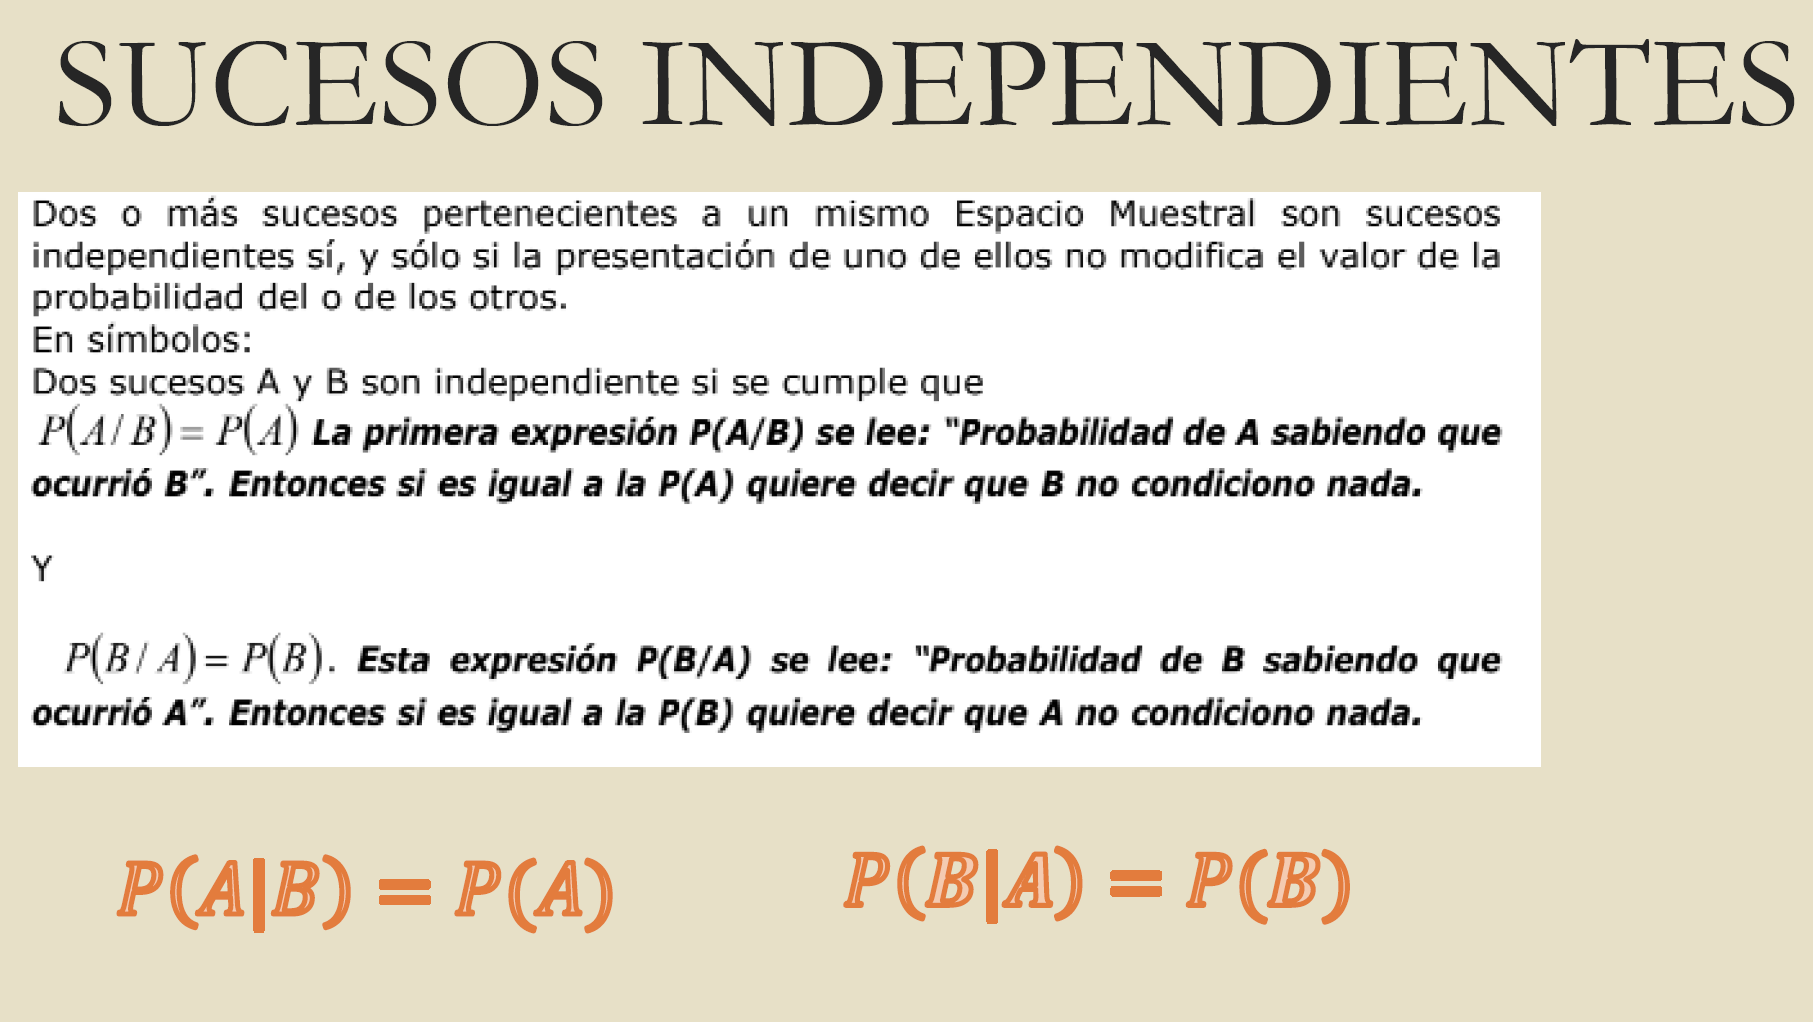 SUCESOS INDEPENDIENTES
Dos o más sucesos pertenecientes a un mismo Espacio Muestral son sucesos
independientes sí, y sólo si la presentación de uno de ellos no modifica el valor de la
probabilidad del o de los otros.
En símbolos:
Dos sucesos A y B son independiente si se cumple que
P(A/B)= P(A) La primera expresión P(A/B) se lee: “Probabilidad de A sabiendo que
ocurrió B”. Entonces si es igual a la P(A) quiere decir que B no condiciono nada.
Y
P(B/A)= P(B). Esta expresión P(B/A) se lee: “Probabilidad de B sabiendo que
ocurrió A”. Entonces si es igual a la P(B) quiere decir que A no condiciono nada.
P(A|B) = P(A)
P(B|A) = P(B)